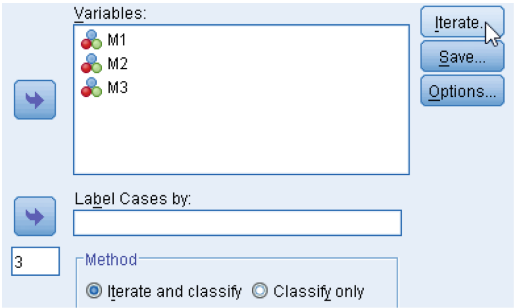 Variables:
M1
M2
M3
Iterate...
Save...
Options...
Label Cases by:
3
Method
Iterate and classify
Classify only